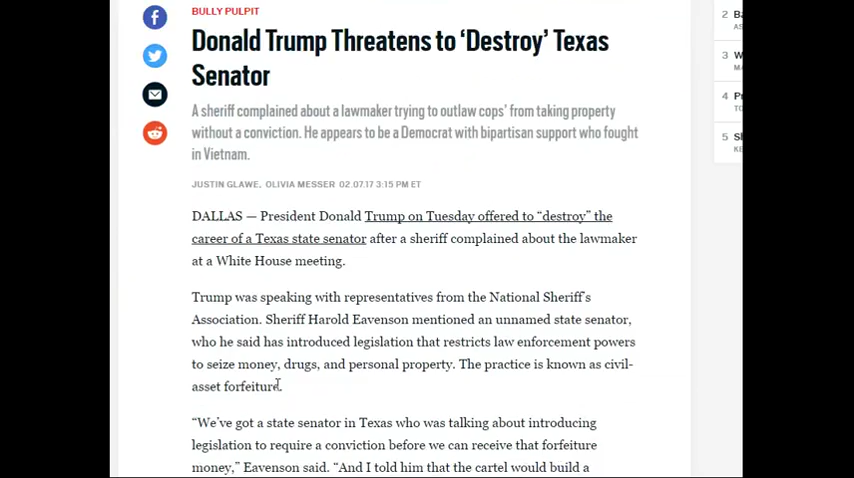 BULLY PULPIT
Donald Trump Threatens to ‘Destroy’ Texas
Senator
A sheriff complained about a lawmaker trying to outlaw cops’ from taking property
without a conviction. He appears to be a Democrat with bipartisan support who fought
in Vietnam.
JUSTIN GLAWE, OLIVIA MESSER 02.07.17 3:15 PM ET
DALLAS — President Donald Trump on Tuesday offered to “destroy” the
career of a Texas state senator after a sheriff complained about the lawmaker
at a White House meeting.
Trump was speaking with representatives from the National Sheriff’s
Association. Sheriff Harold Eavenson mentioned an unnamed state senator,
who he said has introduced legislation that restricts law enforcement powers
to seize money, drugs, and personal property. The practice is known as civil-
asset forfeiture.
“We’ve got a state senator in Texas who was talking about introducing
legislation to require a conviction before we can receive that forfeiture
money,” Eavenson said. “And I told him that the cartel would build a
2
3
4
5